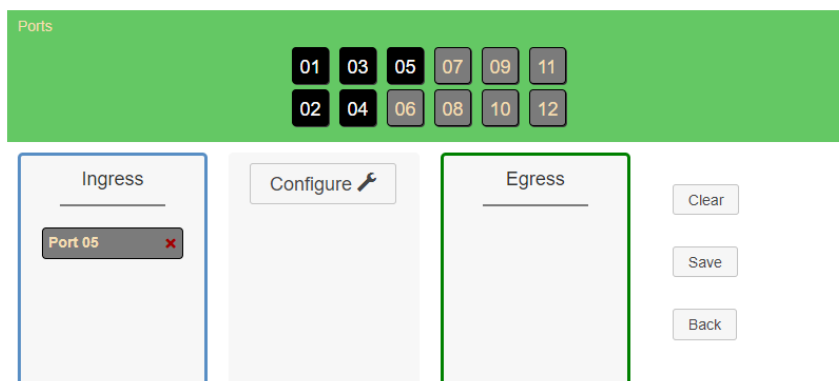 Ports
01 03 05 07 09 11
02 04 06 08 10 12
Ingress
Configure
Egress
Port 05
Clear
Save
Back